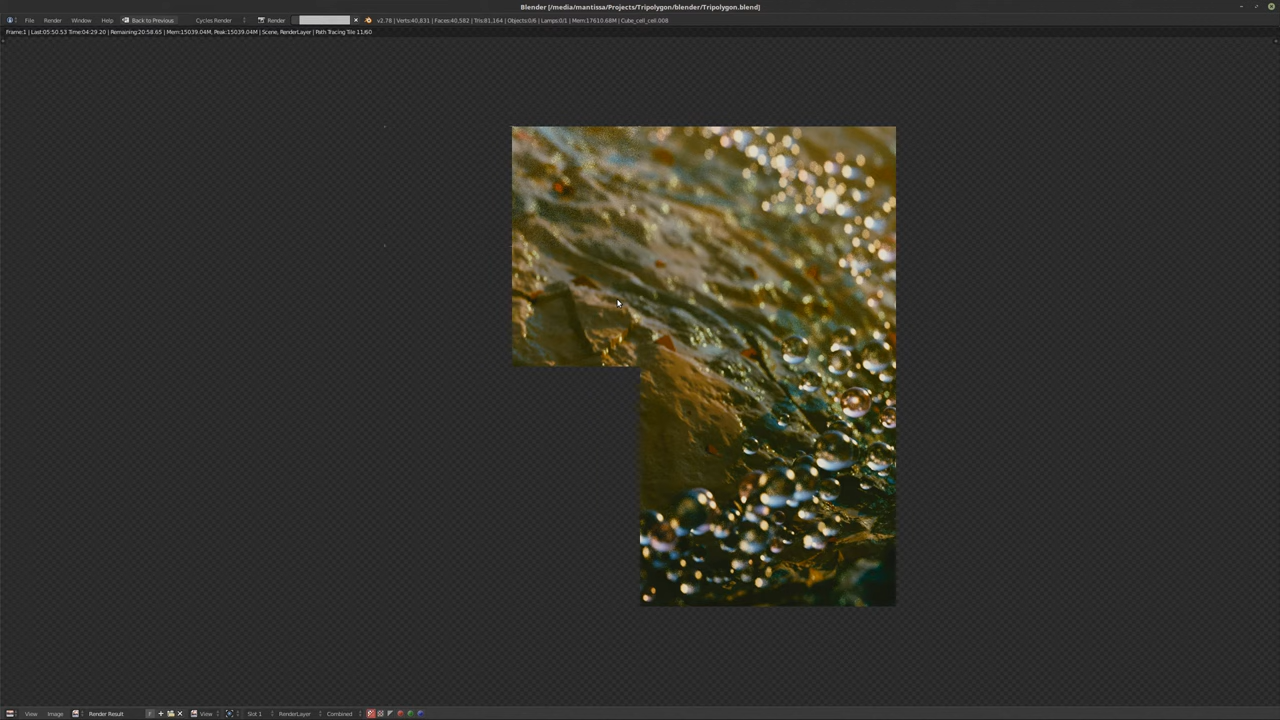 Blender [/media/mantissa/Projects/Tripolygon/blender/Tripolygon.blend]
File Render Window Help Back to Previous Cycles Render Render v2.78 | Verts:40,831 | Faces:40,582 | Tris:81,164 | Objects:0/6 | Lamps:0/1 | Mem:17610.68M | Cube_cell_cell.008
Frame:1 | Last:05:50.53 Time:04:29.20 | Remaining:20:58.65 | Mem:15039.04M, Peak:15039.04M | Scene, RenderLayer | Path Tracing Tile 11/60
View Image Render Result F View Slot 1 RenderLayer Combined